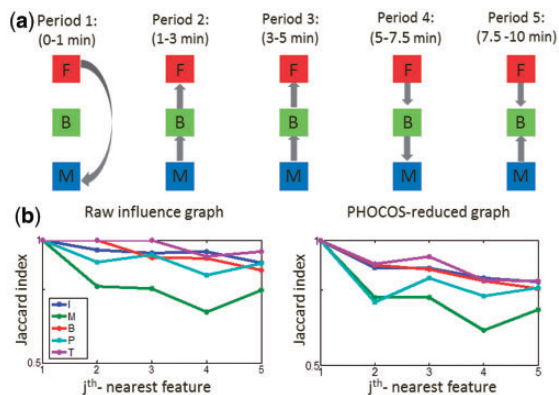 (a)
Period 1: Period 2: Period 3: Period 4: Period 5:
(0-1 min) (1-3 min) (3-5 min) (5-7.5 min) (7.5 -10 min)
F F F F F
B B B B B
M M M M M
(b)
Raw influence graph
1
Jaccard index
0.5
I
M
B
P
T
1 2 3 4 5
jth- nearest feature
PHOCOS-reduced graph
1
Jaccard index
0.5
1 2 3 4 5
jth- nearest feature